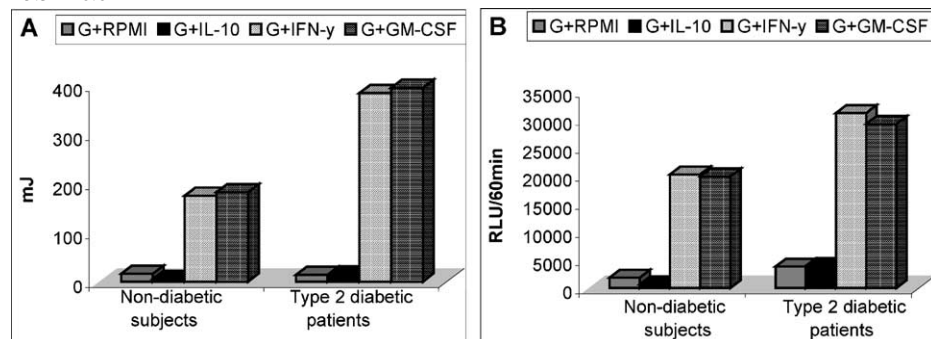 A
G+RPMI G+IL-10 G+IFN-y G+GM-CSF
400
300
200
100
0
mJ
Non-diabetic
subjects
Type 2 diabetic
patients
B
G+RPMI G+IL-10 G+IFN-y G+GM-CSF
35000
30000
25000
20000
15000
10000
5000
0
RLU/60min
Non-diabetic
subjects
Type 2 diabetic
patients